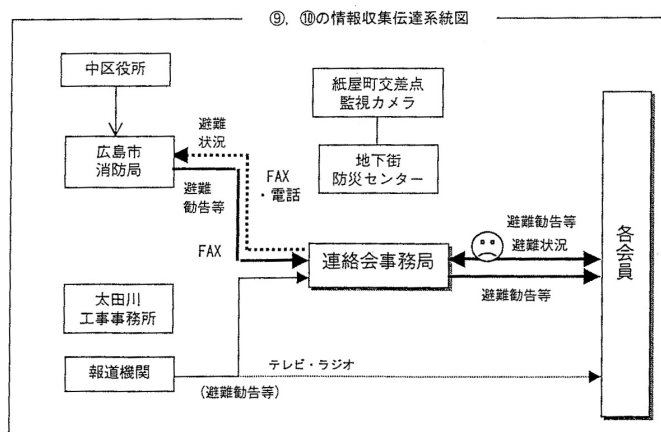 ⑨, ⑩の情報収集伝達系統図
中区役所
紙屋町交差点
監視カメラ
避難
状況
広島市
消防局
地下街
防災センター
FAX
・電話
避難
勧告等
各会員
避難勧告等
避難状況
FAX
連絡会事務局
避難勧告等
太田川
工事事務所
報道機関
テレビ・ラジオ
(避難勧告等)